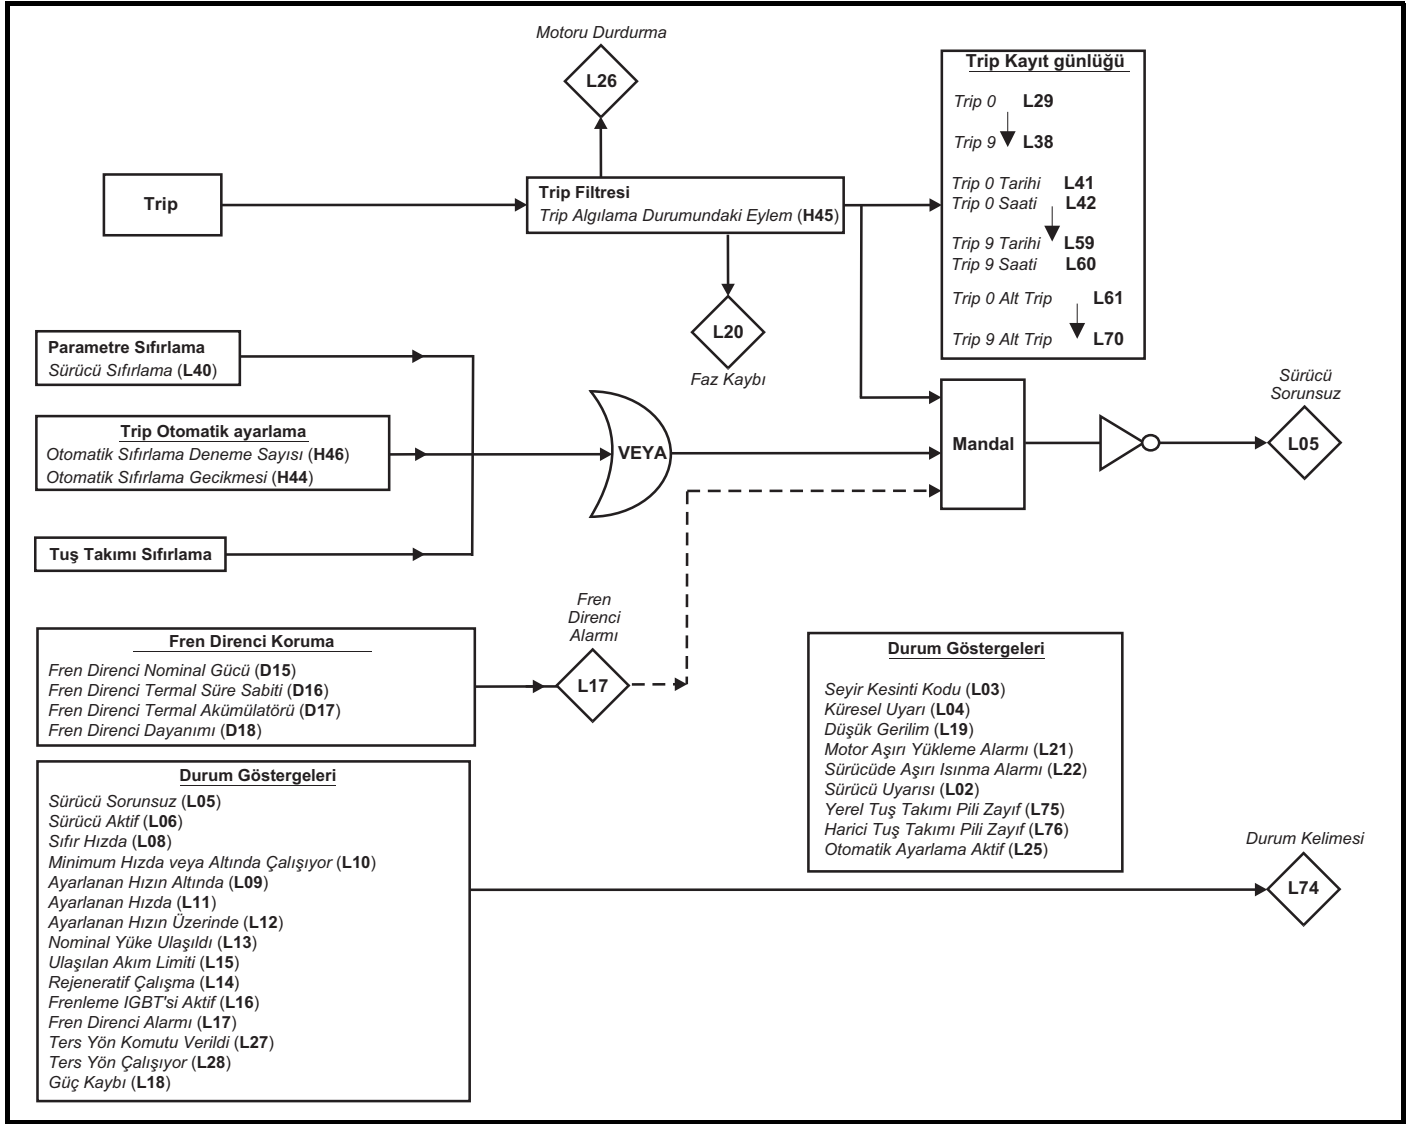 Motoru Durdurma
L26
Trip Kayıt günlüğü
Trip 0 L29
Trip 9 L38
Trip 0 Tarihi L41
Trip 0 Saati L42
Trip 9 Tarihi L59
Trip 9 Saati L60
Trip 0 Alt Trip L61
Trip 9 Alt Trip L70
Trip
Trip Filtresi
Trip Algılama Durumundaki Eylem (H45)
L20
Faz Kaybı
Parametre Sıfırlama
Sürücü Sıfırlama (L40)
Trip Otomatik ayarlama
Otomatik Sıfırlama Deneme Sayısı (H46)
Otomatik Sıfırlama Gecikmesi (H44)
Tuş Takımı Sıfırlama
VEYA
Mandal
Sürücü
Sorunsuz
L05
Fren Direnci Koruma
Fren Direnci Nominal Gücü (D15)
Fren Direnci Termal Süre Sabiti (D16)
Fren Direnci Termal Akümülatörü (D17)
Fren Direnci Dayanımı (D18)
Fren
Direnci
Alarmı
L17
Durum Göstergeleri
Seyir Kesinti Kodu (L03)
Küresel Uyarı (L04)
Düşük Gerilim (L19)
Motor Aşırı Yükleme Alarmı (L21)
Sürücüde Aşırı Isınma Alarmı (L22)
Sürücü Uyarısı (L02)
Yerel Tuş Takımı Pili Zayıf (L75)
Harici Tuş Takımı Pili Zayıf (L76)
Otomatik Ayarlama Aktif (L25)
Durum Göstergeleri
Sürücü Sorunsuz (L05)
Sürücü Aktif (L06)
Sıfır Hızda (L08)
Minimum Hızda veya Altında Çalışıyor (L10)
Ayarlanan Hızın Altında (L09)
Ayarlanan Hızda (L11)
Ayarlanan Hızın Üzerinde (L12)
Nominal Yüke Ulaşıldı (L13)
Ulaşılan Akım Limiti (L15)
Rejeneratif Çalışma (L14)
Frenleme IGBT'si Aktif (L16)
Fren Direnci Alarmı (L17)
Ters Yön Komutu Verildi (L27)
Ters Yön Çalışıyor (L28)
Güç Kaybı (L18)
Durum Kelimesi
L74